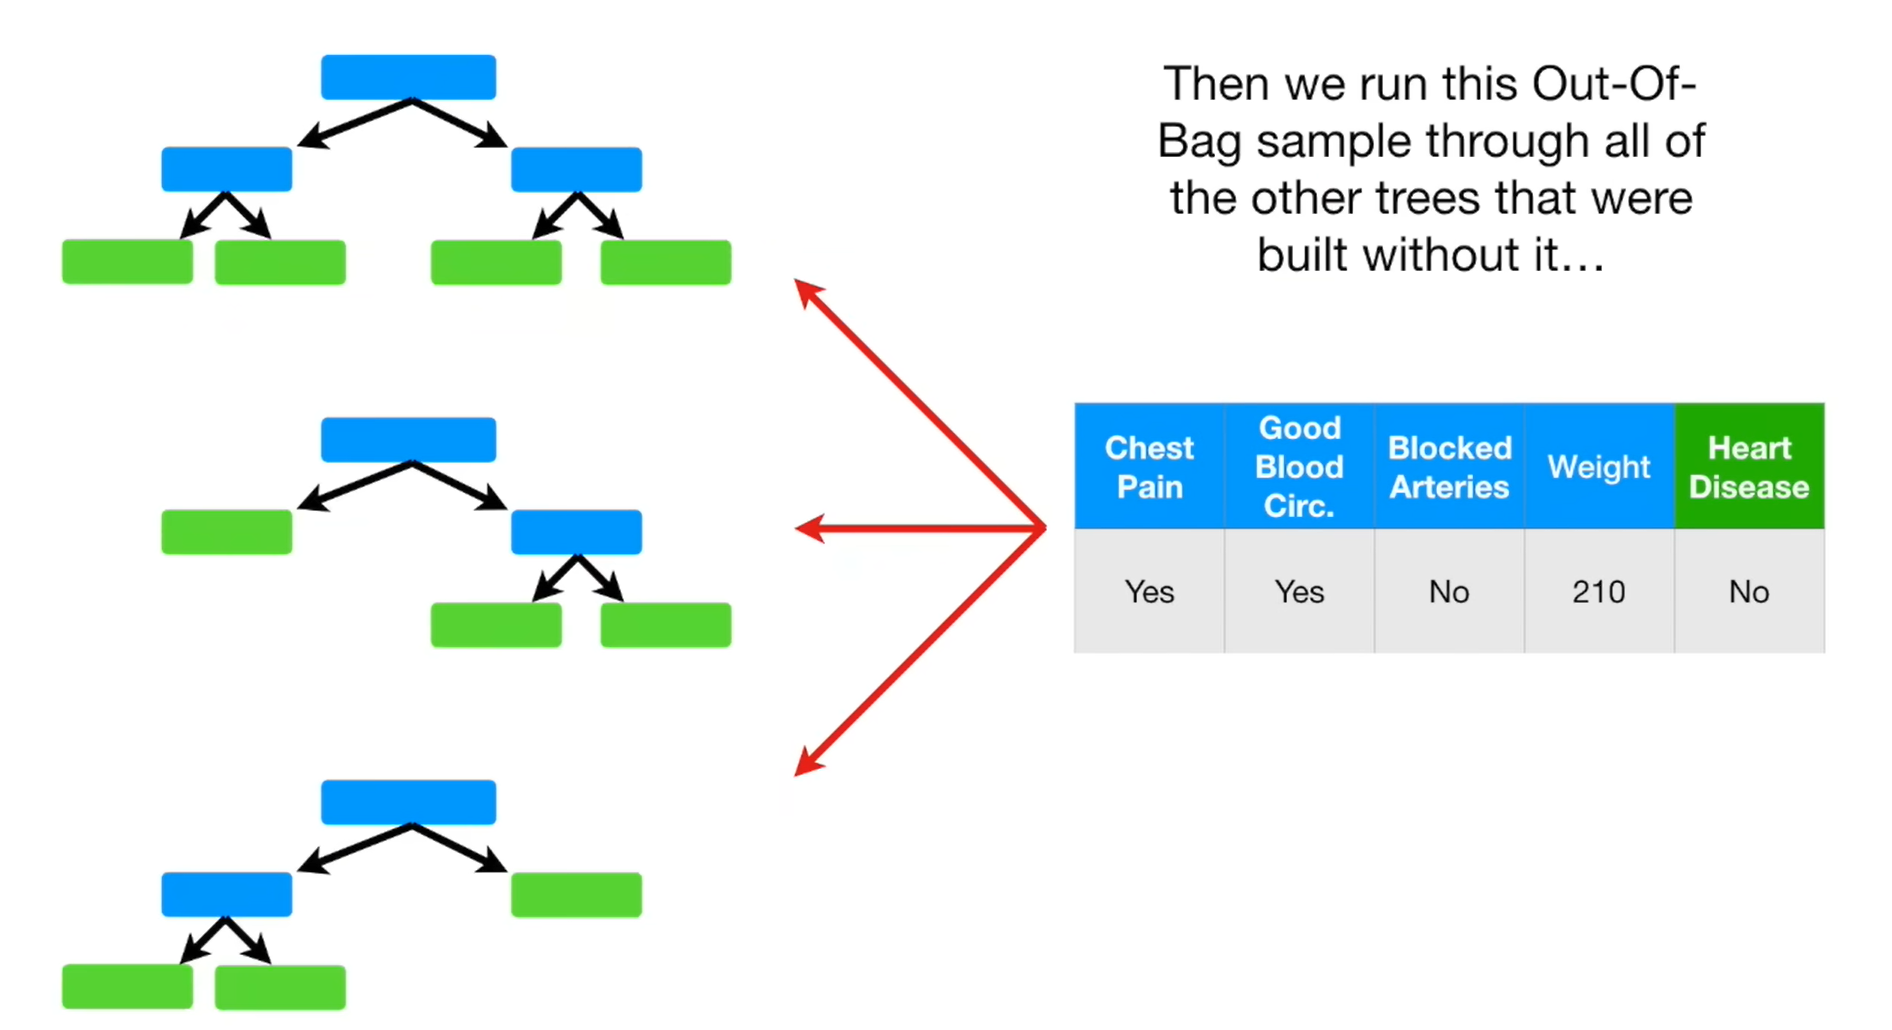 Then we run this Out-Of-
Bag sample through all of
the other trees that were
built without it…
Chest
Pain
Good
Blood
Circ.
Blocked
Arteries
Weight
Heart
Disease
Yes
Yes
No
210
No